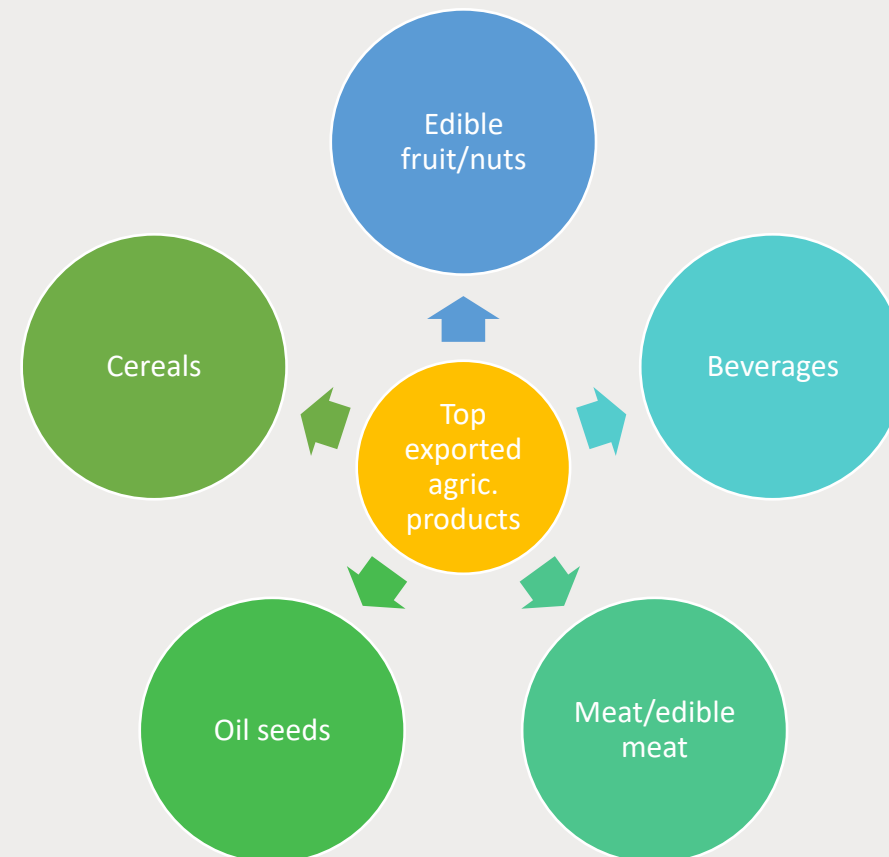 Edible
fruit/nuts
Cereals
Beverages
Top
exported
agric.
products
Oil seeds
Meat/edible
meat